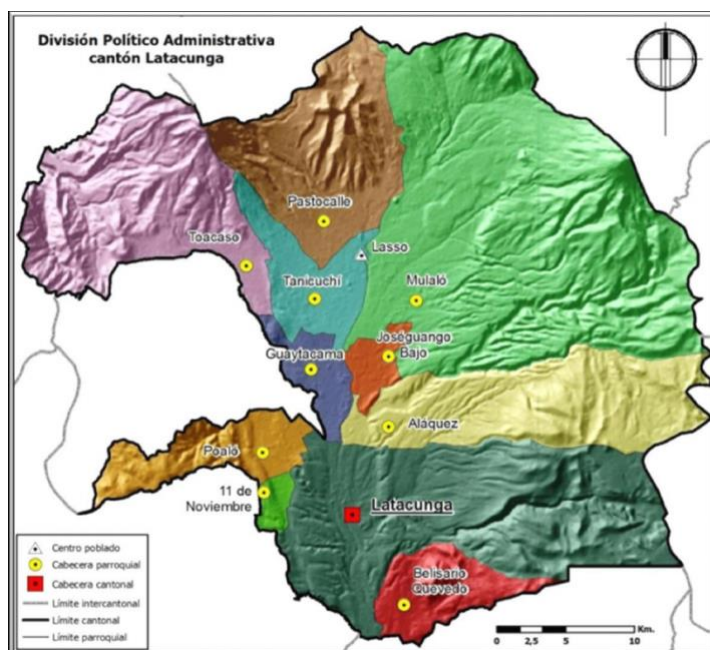 División Político Administrativa
cantón Latacunga
Pastocalle
Toacaso
Lasso
Tanicuchí
Mulaló
Joséguango
Bajo
Guaytacama
Aláquez
Poaló
11 de
Noviembre
Latacunga
Belisario
Quevedo
Centro poblado
Cabecera parroquial
Cabecera cantonal
Límite intercantonal
Límite cantonal
Límite parroquial
Km.
0 2,5 5 10